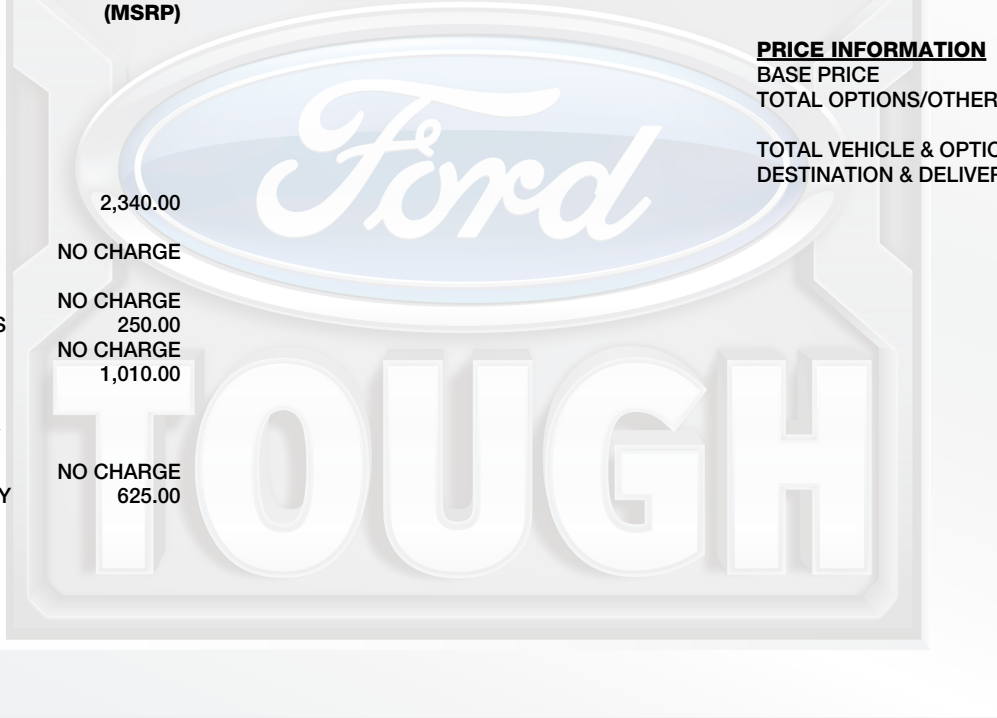 (MSRP)
2,340.00
NO CHARGE
NO CHARGE
S 250.00
NO CHARGE
1,010.00
NO CHARGE
Y 625.00
PRICE INFORMATION
BASE PRICE
TOTAL OPTIONS/OTHER
TOTAL VEHICLE & OPTIO
DESTINATION & DELIVER
Ford
TOUGH